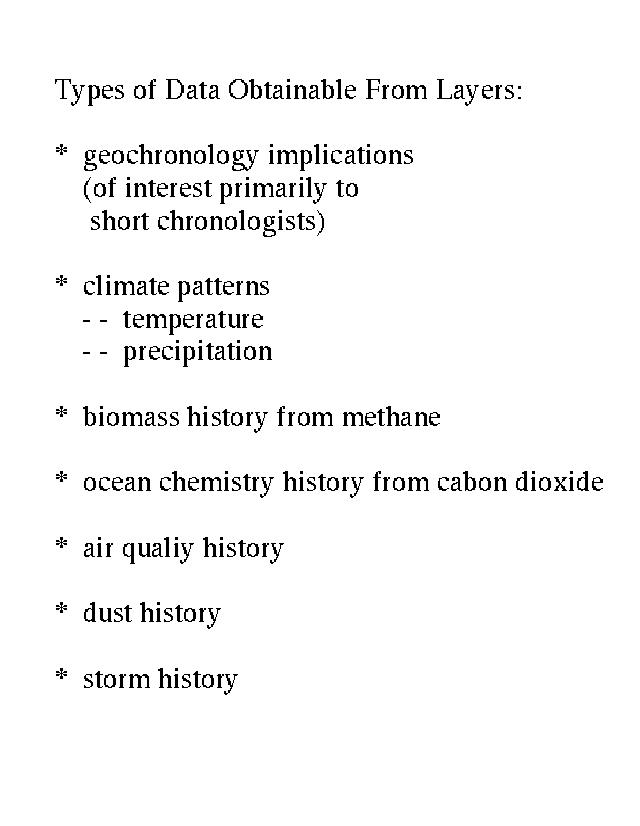 Types of Data Obtainable From Layers:
* geochronology implications
(of interest primarily to
short chronologists)
* climate patterns
- - temperature
- - precipitation
* biomass history from methane
* ocean chemistry history from cabon dioxide
* air qualiy history
* dust history
* storm history